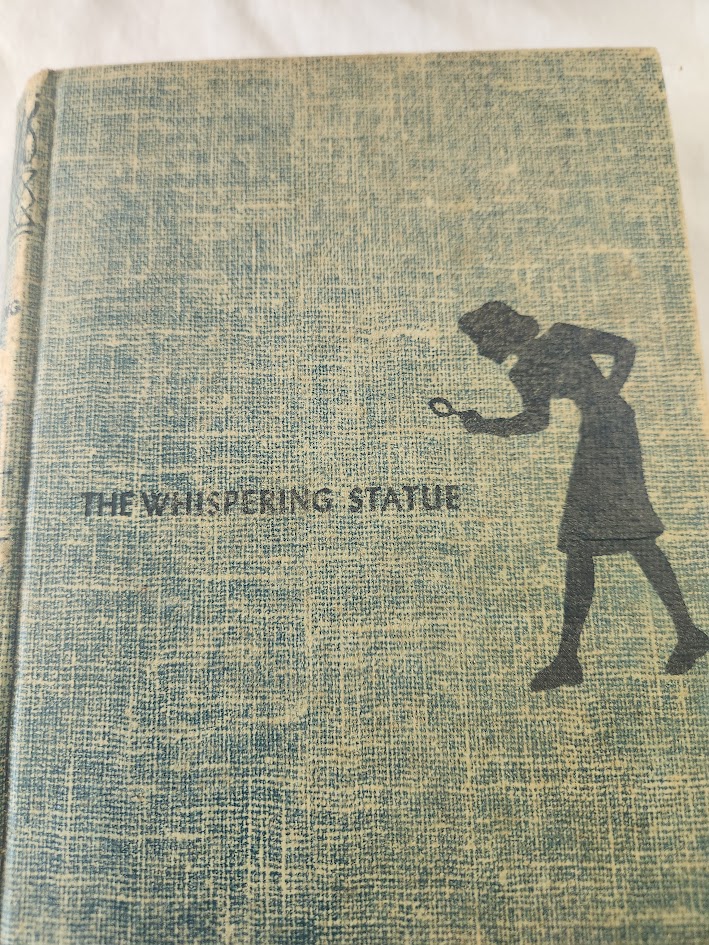 THE WHISPERING STATUE